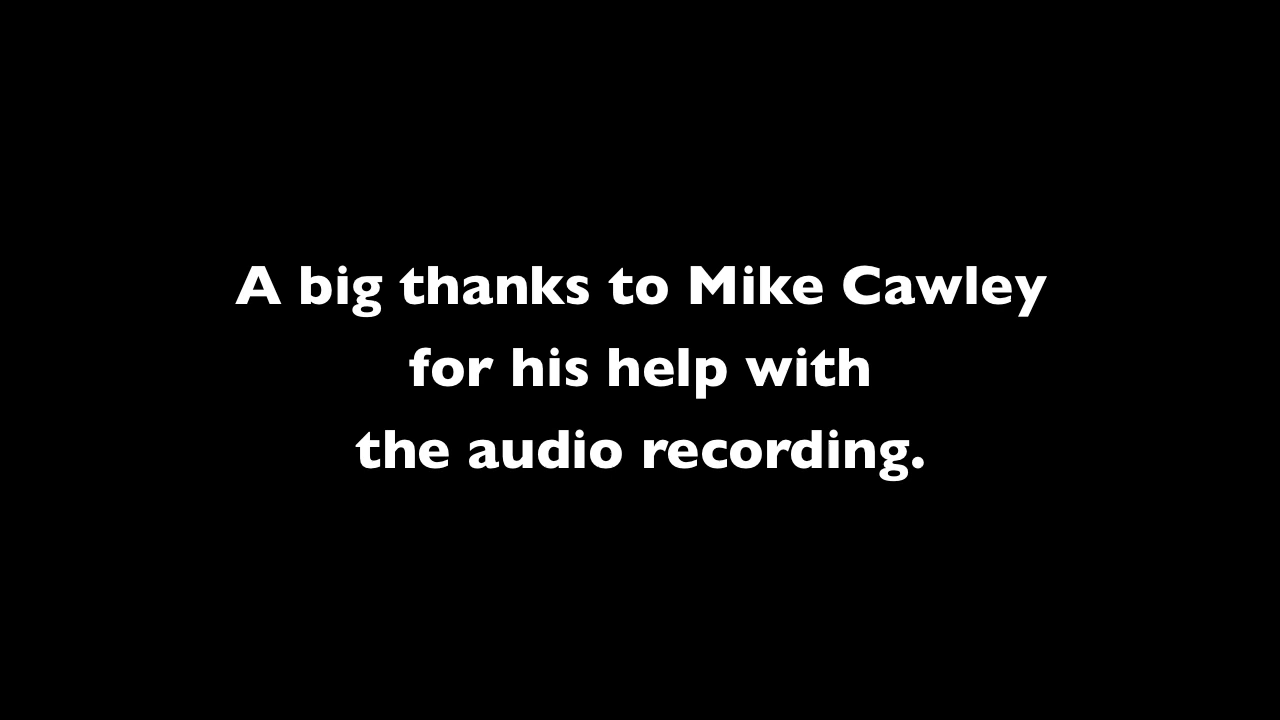 A big thanks to Mike Cawley
for his help with
the audio recording.